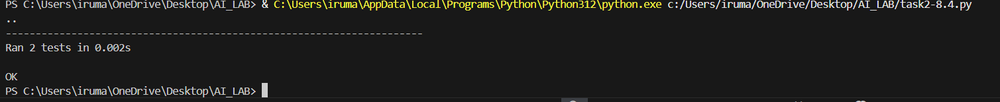 PS C:\Users\iruma\OneDrive\Desktop\AI_LAB> & C:\Users\iruma\AppData\Local\Programs\Python\Python312\python.exe c:/Users/iruma/OneDrive/Desktop/AI_LAB/task2-8.4.py
..
----------------------------------------------------------------------
Ran 2 tests in 0.002s
OK
PS C:\Users\iruma\OneDrive\Desktop\AI_LAB>